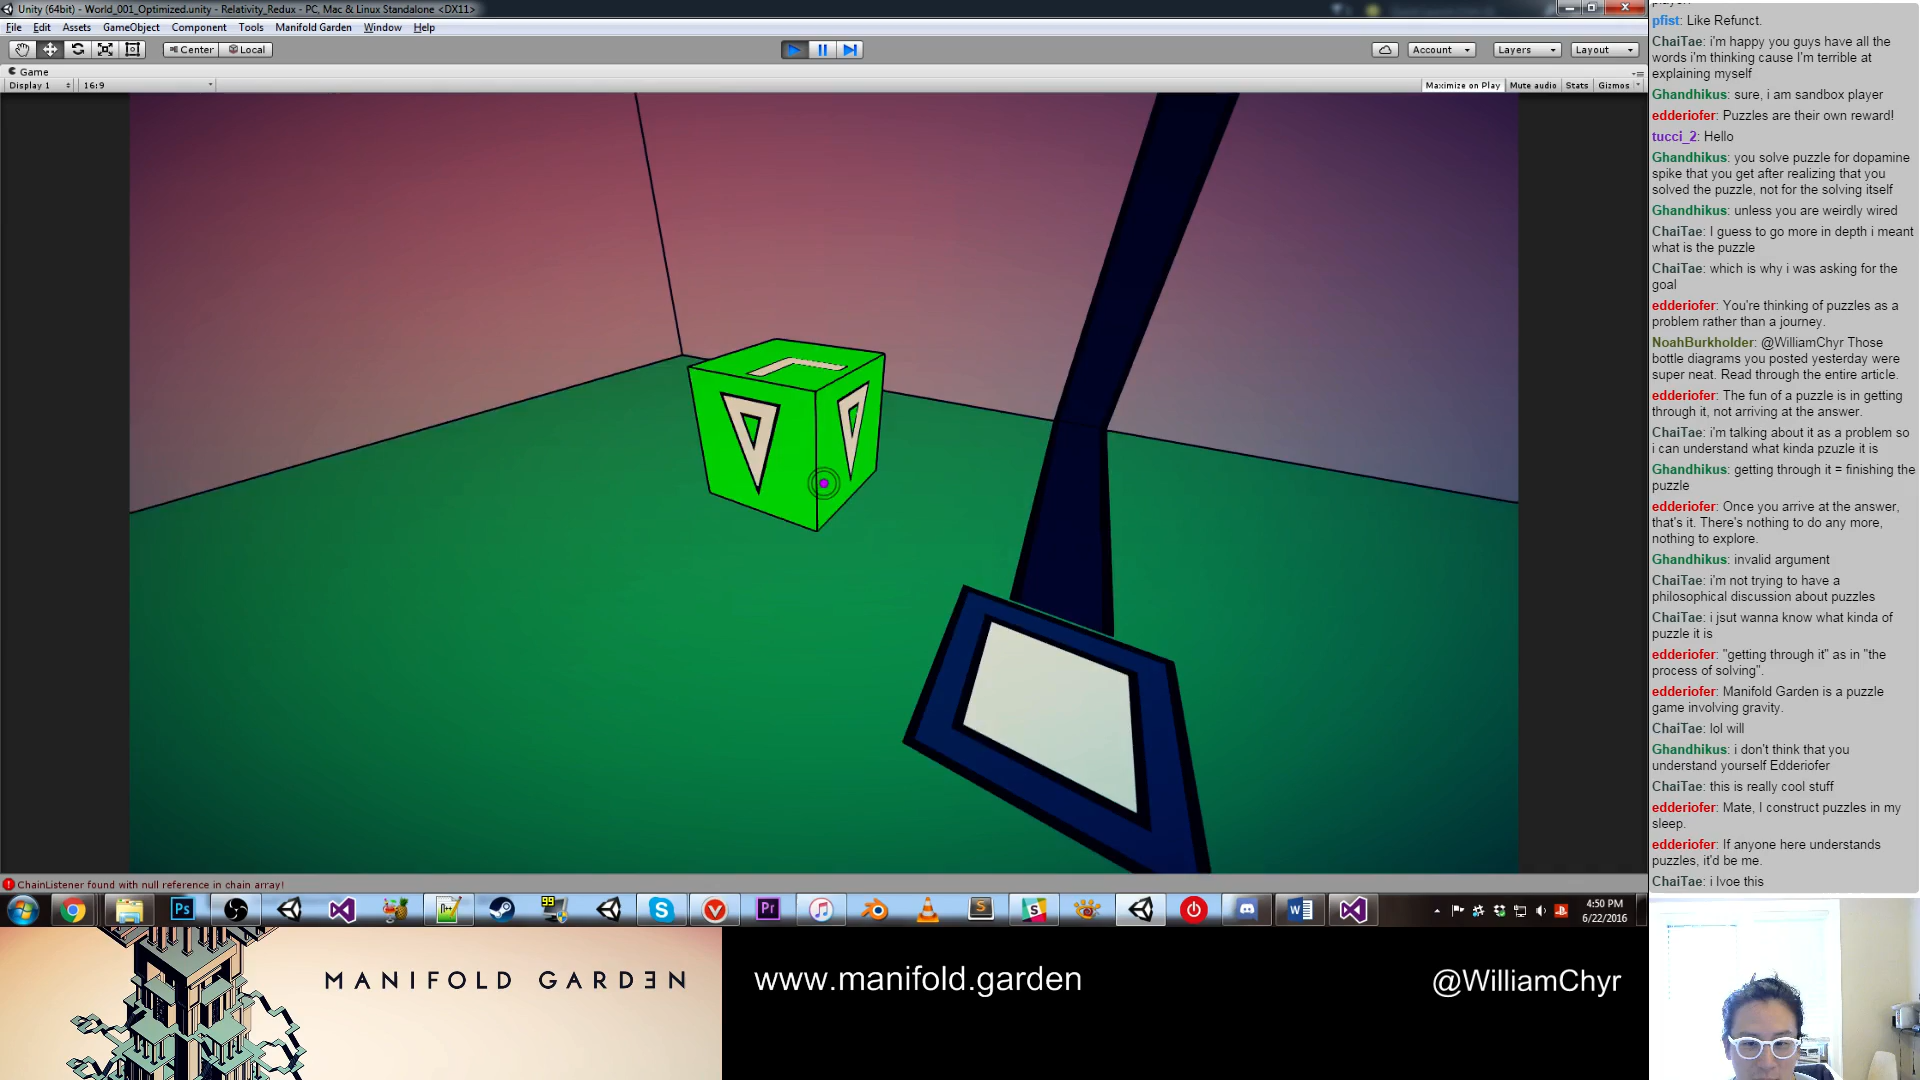 Unity (64bit) - World_001_Optimized.unity - Relativity_Redux - PC, Mac & Linux Standalone <DX11>
File Edit Assets GameObject Component Tools Manifold Garden Window Help
Center Local Account Layers Layout
Game
Display 1 16:9 Maximize on Play Mute audio Stats Gizmos
pfist: Like Refunct.
ChaiTae: i'm happy you guys have all the
words i'm thinking cause I'm terrible at
explaining myself
Ghandhikus: sure, i am sandbox player
edderiofer: Puzzles are their own reward!
tucci_2: Hello
Ghandhikus: you solve puzzle for dopamine
spike that you get after realizing that you
solved the puzzle, not for the solving itself
Ghandhikus: unless you are weirdly wired
ChaiTae: I guess to go more in depth i meant
what is the puzzle
ChaiTae: which is why i was asking for the
goal
edderiofer: You're thinking of puzzles as a
problem rather than a journey.
NoahBurkholder: @WilliamChyr Those
bottle diagrams you posted yesterday were
super neat. Read through the entire article.
edderiofer: The fun of a puzzle is in getting
through it, not arriving at the answer.
ChaiTae: i'm talking about it as a problem so
i can understand what kinda pzuzle it is
Ghandhikus: getting through it = finishing the
puzzle
edderiofer: Once you arrive at the answer,
that's it. There's nothing to do any more,
nothing to explore.
Ghandhikus: invalid argument
ChaiTae: i'm not trying to have a
philosophical discussion about puzzles
ChaiTae: i jsut wanna know what kinda of
puzzle it is
edderiofer: "getting through it" as in "the
process of solving".
edderiofer: Manifold Garden is a puzzle
game involving gravity.
ChaiTae: lol will
Ghandhikus: i don't think that you
understand yourself Edderiofer
ChaiTae: this is really cool stuff
edderiofer: Mate, I construct puzzles in my
sleep.
edderiofer: If anyone here understands
puzzles, it'd be me.
ChaiTae: i lvoe this
ChainListener found with null reference in chain array!
Ps
99
Pr
4:50 PM
6/22/2016
MANIFOLD GARDƎN
www.manifold.garden
@WilliamChyr